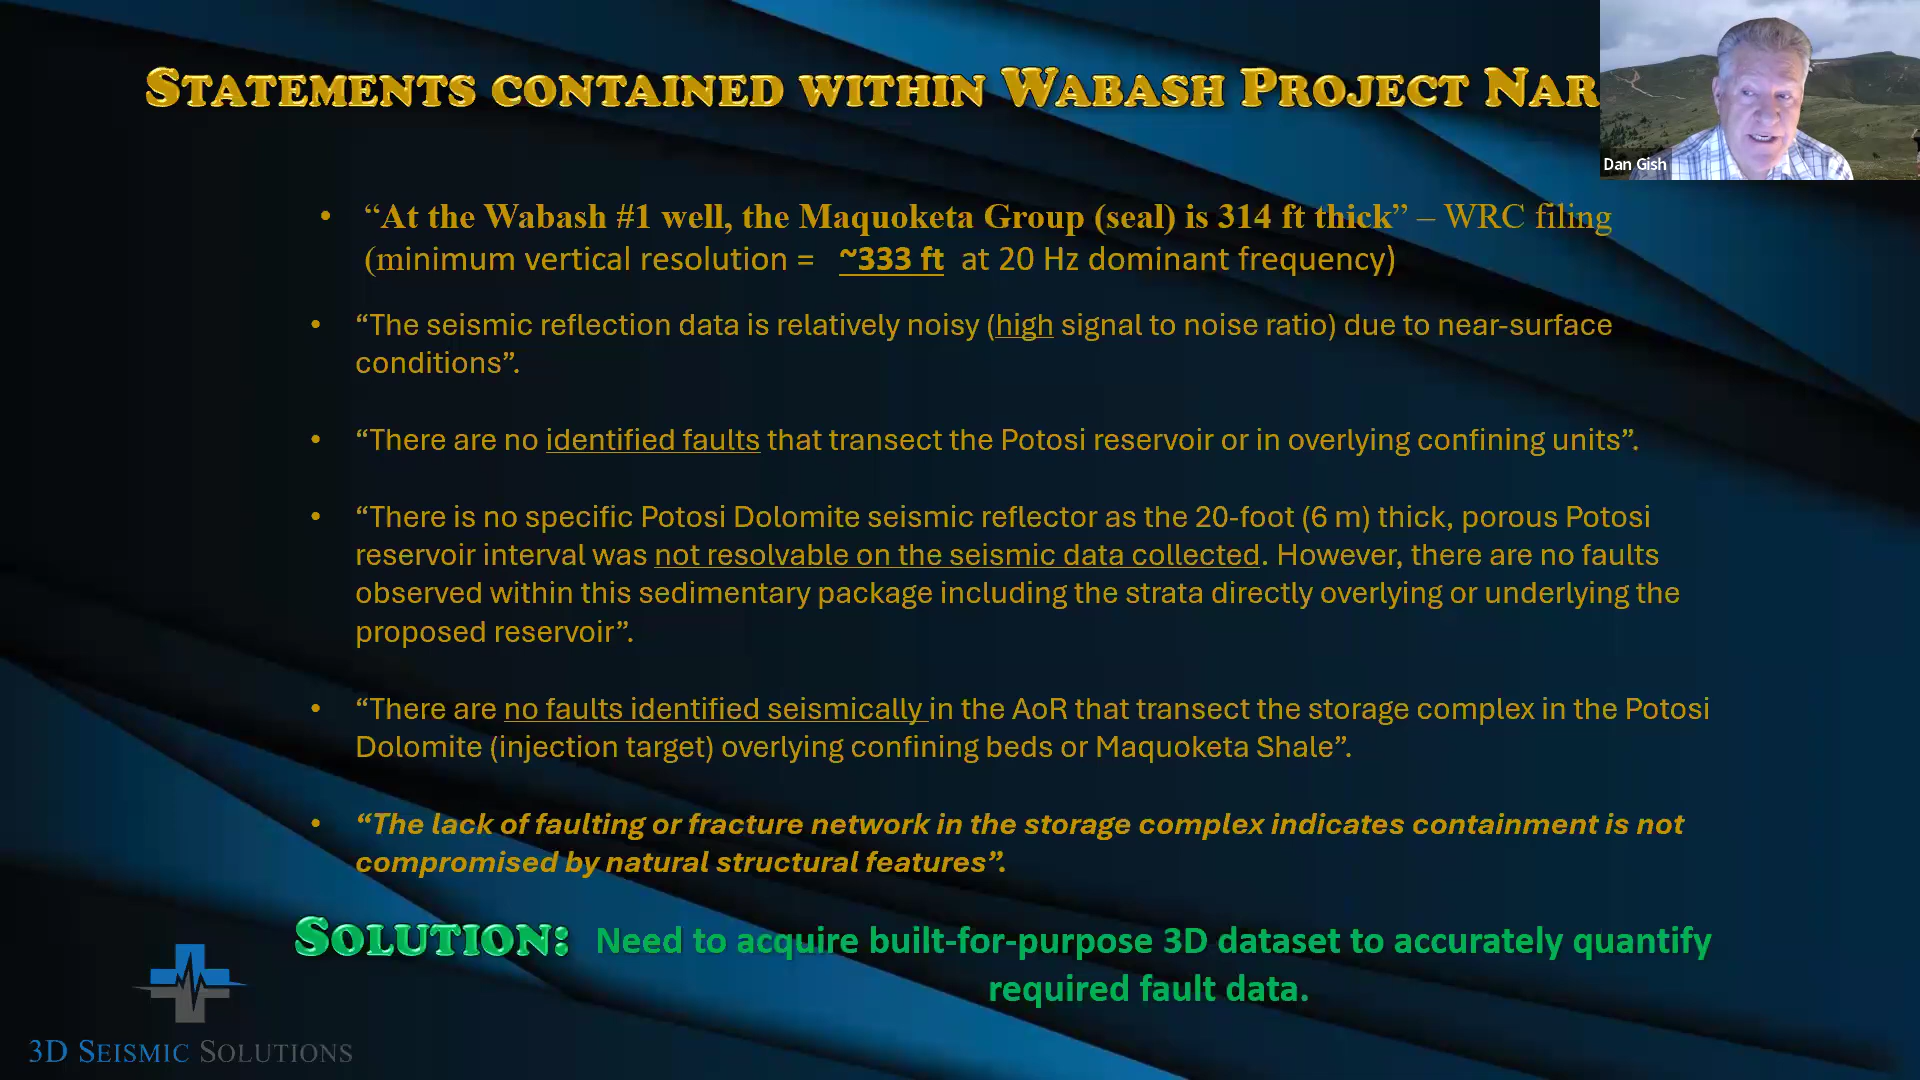 STATEMENTS CONTAINED WITHIN WABASH PROJECT NAR
Dan Gish
• “At the Wabash #1 well, the Maquoketa Group (seal) is 314 ft thick” – WRC filing
(minimum vertical resolution = ~333 ft at 20 Hz dominant frequency)
• “The seismic reflection data is relatively noisy (high signal to noise ratio) due to near-surface
conditions”.
• “There are no identified faults that transect the Potosi reservoir or in overlying confining units”.
• “There is no specific Potosi Dolomite seismic reflector as the 20-foot (6 m) thick, porous Potosi
reservoir interval was not resolvable on the seismic data collected. However, there are no faults
observed within this sedimentary package including the strata directly overlying or underlying the
proposed reservoir”.
• “There are no faults identified seismically in the AoR that transect the storage complex in the Potosi
Dolomite (injection target) overlying confining beds or Maquoketa Shale”.
• “The lack of faulting or fracture network in the storage complex indicates containment is not
compromised by natural structural features”.
SOLUTION: Need to acquire built-for-purpose 3D dataset to accurately quantify
required fault data.
3D SEISMIC SOLUTIONS